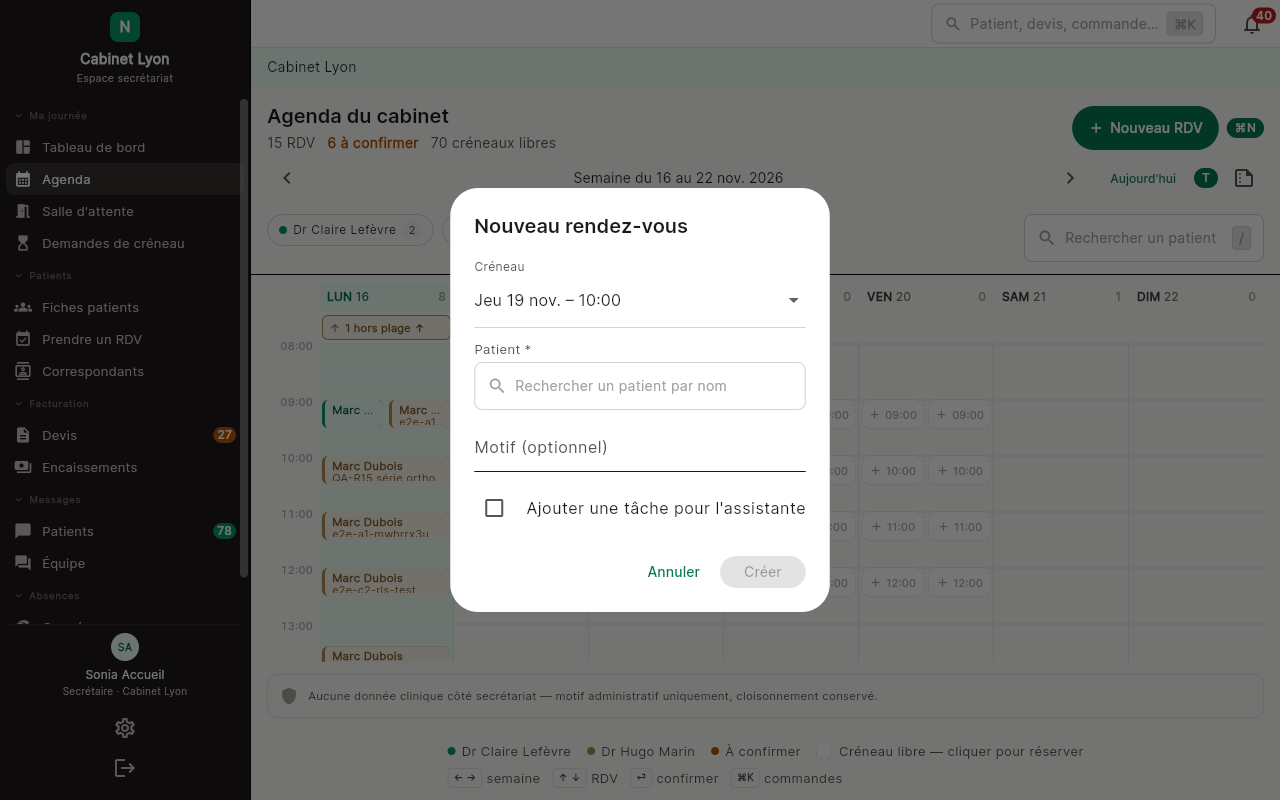 N
Cabinet Lyon
Espace secrétariat
Ma journée
Tableau de bord
Agenda
Salle d'attente
Demandes de créneau
Patients
Fiches patients
Prendre un RDV
Correspondants
Facturation
Devis 27
Encaissements
Messages
Patients 78
Équipe
Absences
SA
Sonia Accueil
Secrétaire · Cabinet Lyon
Patient, devis, commande... ⌘K
40
Cabinet Lyon
Agenda du cabinet
15 RDV 6 à confirmer 70 créneaux libres
+ Nouveau RDV ⌘N
Semaine du 16 au 22 nov. 2026
Aujourd'hui T
Dr Claire Lefèvre 2
Rechercher un patient /
LUN 16 8
0 VEN 20 0 SAM 21 1 DIM 22 0
↑ 1 hors plage ↑
08:00
09:00
Marc ...
Marc ...
e2e-a1...
:00 + 09:00 + 09:00
10:00
Marc Dubois
QA-R15 série ortho
:00 + 10:00 + 10:00
11:00
Marc Dubois
e2e-a1-mwbrrx3u
:00 + 11:00 + 11:00
12:00
Marc Dubois
e2e-c2-rls-test
:00 + 12:00 + 12:00
13:00
Marc Dubois
Nouveau rendez-vous
Créneau
Jeu 19 nov. – 10:00
Patient *
Rechercher un patient par nom
Motif (optionnel)
Ajouter une tâche pour l'assistante
Annuler Créer
Aucune donnée clinique côté secrétariat — motif administratif uniquement, cloisonnement conservé.
Dr Claire Lefèvre Dr Hugo Marin À confirmer Créneau libre — cliquer pour réserver
← → semaine ↑ ↓ RDV ↵ confirmer ⌘K commandes